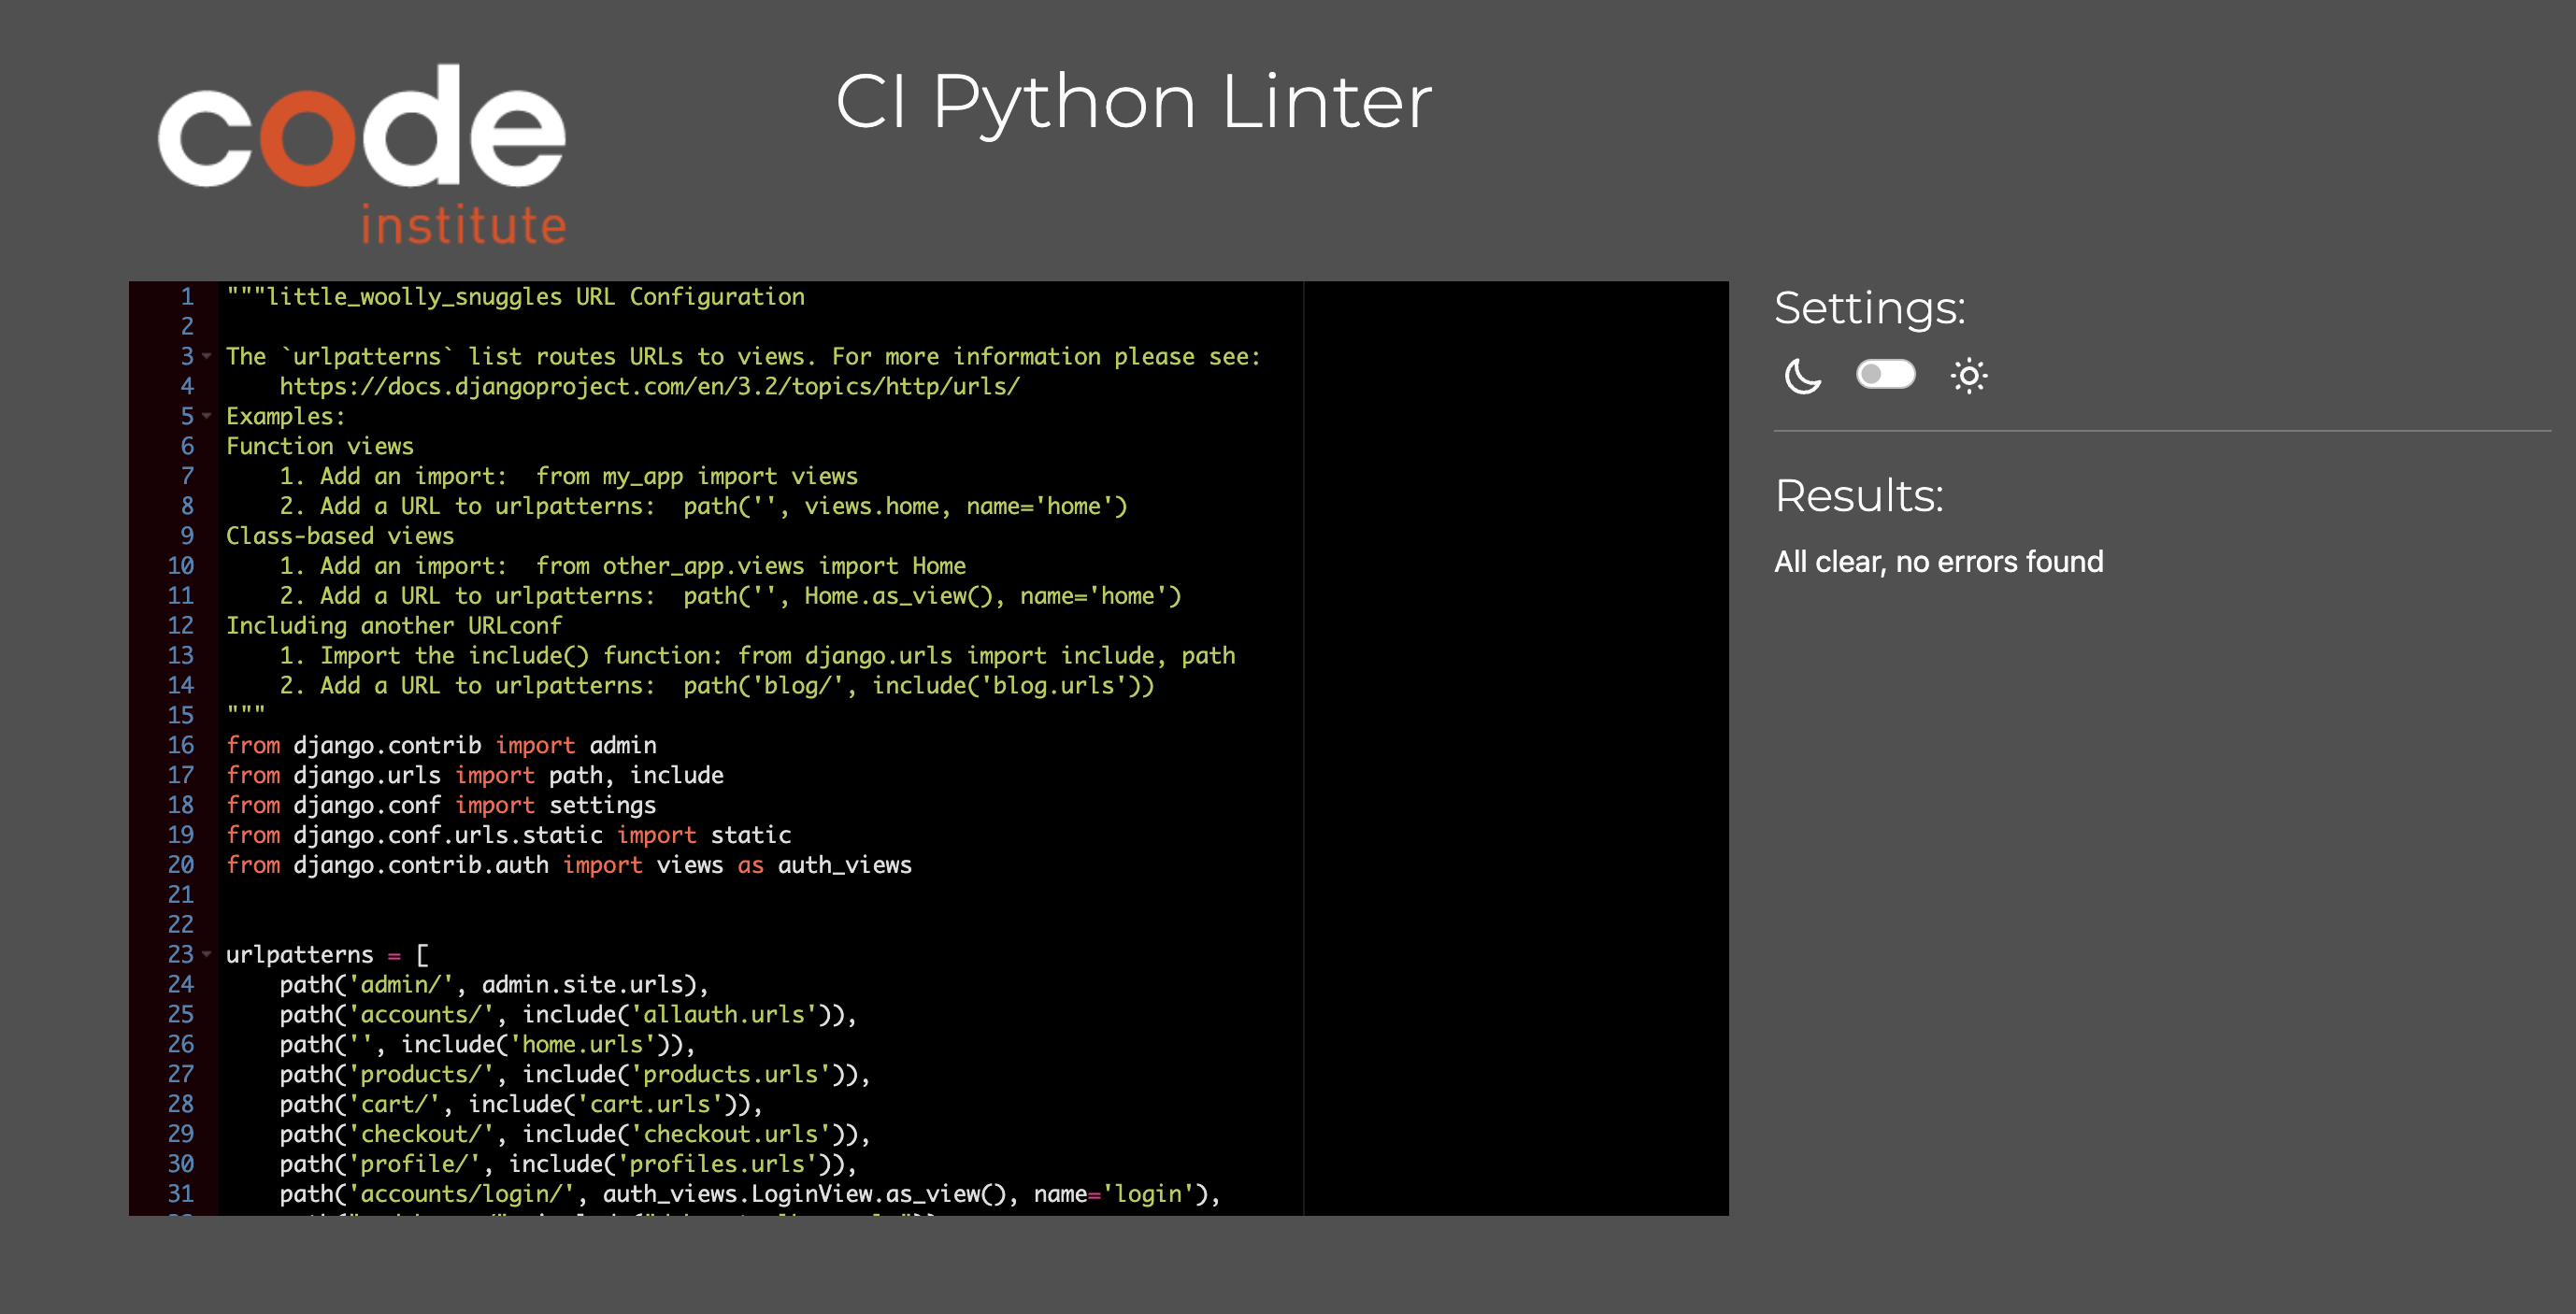 code
institute
CI Python Linter
1 """little_woolly_snuggles URL Configuration
2
3 The `urlpatterns` list routes URLs to views. For more information please see:
4     https://docs.djangoproject.com/en/3.2/topics/http/urls/
5 Examples:
6 Function views
7     1. Add an import:  from my_app import views
8     2. Add a URL to urlpatterns:  path('', views.home, name='home')
9 Class-based views
10     1. Add an import:  from other_app.views import Home
11     2. Add a URL to urlpatterns:  path('', Home.as_view(), name='home')
12 Including another URLconf
13     1. Import the include() function: from django.urls import include, path
14     2. Add a URL to urlpatterns:  path('blog/', include('blog.urls'))
15 """
16 from django.contrib import admin
17 from django.urls import path, include
18 from django.conf import settings
19 from django.conf.urls.static import static
20 from django.contrib.auth import views as auth_views
21
22
23 urlpatterns = [
24     path('admin/', admin.site.urls),
25     path('accounts/', include('allauth.urls')),
26     path('', include('home.urls')),
27     path('products/', include('products.urls')),
28     path('cart/', include('cart.urls')),
29     path('checkout/', include('checkout.urls')),
30     path('profile/', include('profiles.urls')),
31     path('accounts/login/', auth_views.LoginView.as_view(), name='login'),
Settings:
Results:
All clear, no errors found